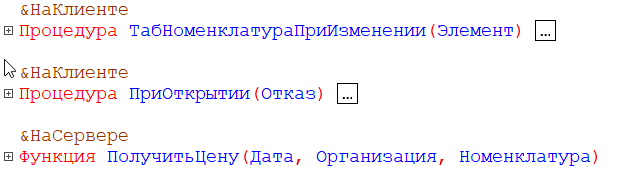 &НаКлиенте
Процедура ТабНоменклатураПриИзменении(Элемент) ...
&НаКлиенте
Процедура ПриОткрытии(Отказ) ...
&НаСервере
Функция ПолучитьЦену(Дата, Организация, Номенклатура)